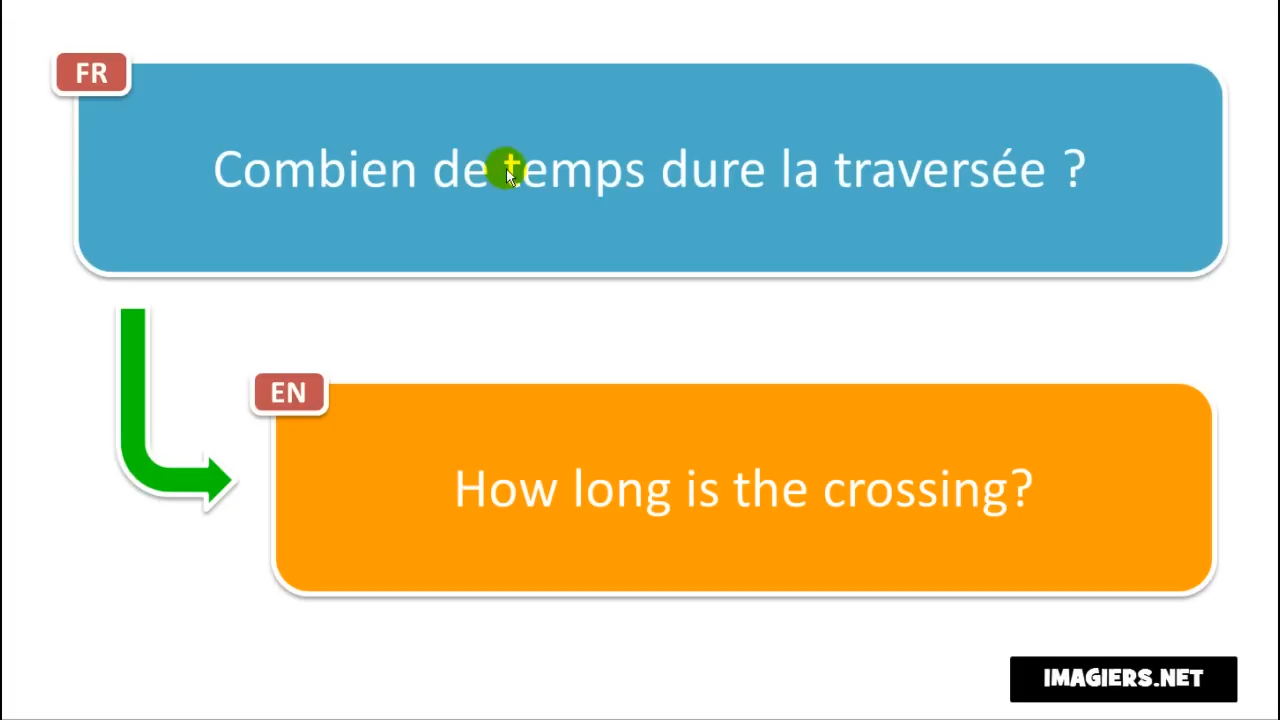 FR
Combien de temps dure la traversée ?
EN
How long is the crossing?
IMAGIERS.NET